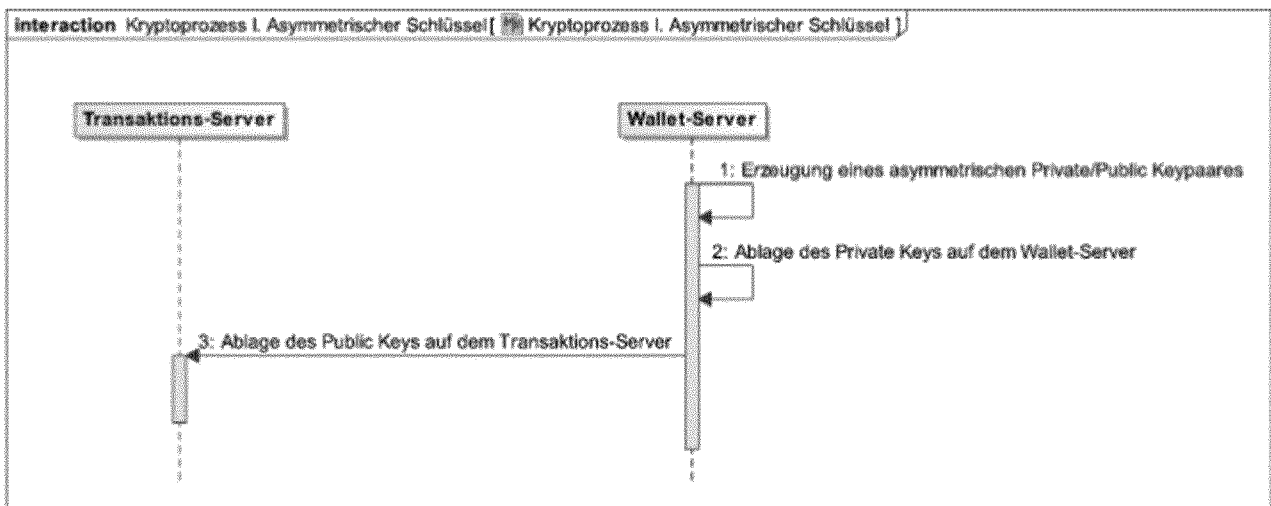 interaction Kryptoprozess I. Asymmetrischer Schlüssel[ Kryptoprozess I. Asymmetrischer Schlüssel ]
Transaktions-Server
Wallet-Server
1: Erzeugung eines asymmetrischen Private/Public Keypaares
2: Ablage des Private Keys auf dem Wallet-Server
3: Ablage des Public Keys auf dem Transaktions-Server